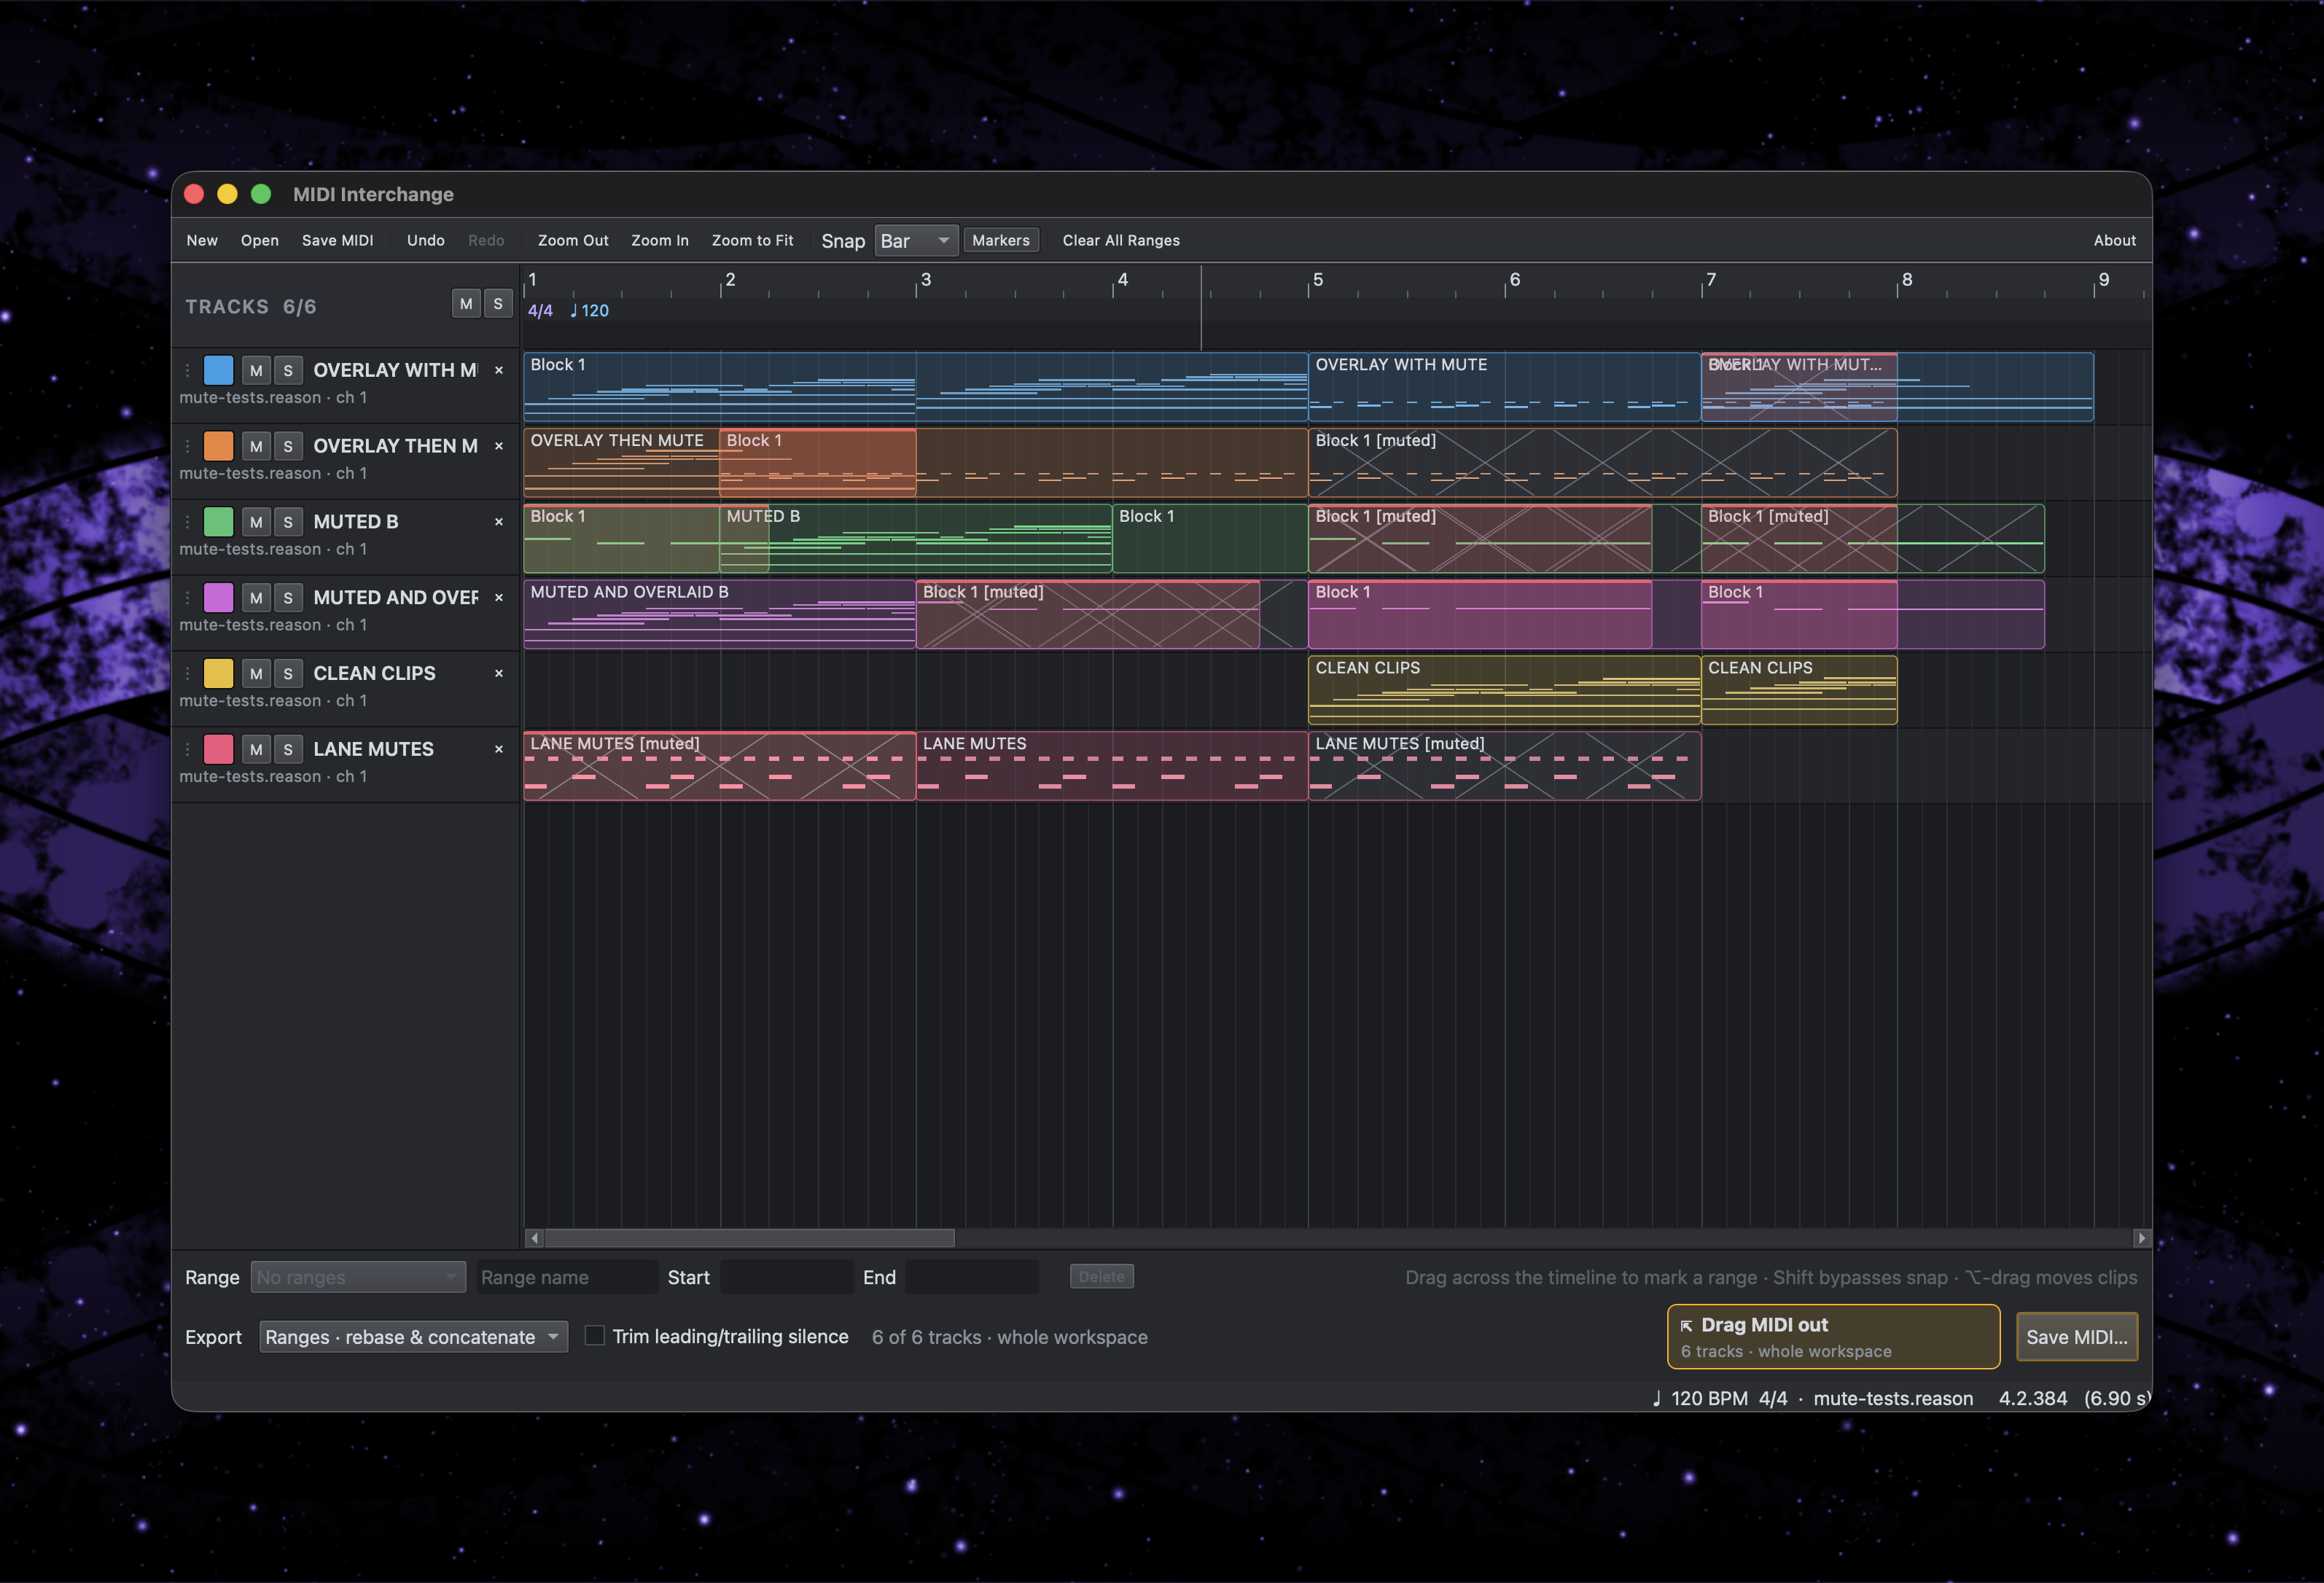 MIDI Interchange
New Open Save MIDI Undo Redo Zoom Out Zoom In Zoom to Fit Snap Bar Markers Clear All Ranges About
TRACKS 6/6 M S
1 2 3 4 5 6 7 8 9
4/4 ♩120
M S OVERLAY WITH M ×
mute-tests.reason · ch 1
Block 1 OVERLAY WITH MUTE OVERLAY WITH MUT...
M S OVERLAY THEN M ×
mute-tests.reason · ch 1
OVERLAY THEN MUTE Block 1 Block 1 [muted]
M S MUTED B ×
mute-tests.reason · ch 1
Block 1 MUTED B Block 1 Block 1 [muted] Block 1 [muted]
M S MUTED AND OVER ×
mute-tests.reason · ch 1
MUTED AND OVERLAID B Block 1 [muted] Block 1 Block 1
M S CLEAN CLIPS ×
mute-tests.reason · ch 1
CLEAN CLIPS CLEAN CLIPS
M S LANE MUTES ×
mute-tests.reason · ch 1
LANE MUTES [muted] LANE MUTES LANE MUTES [muted]
Range No ranges Range name Start End Delete Drag across the timeline to mark a range · Shift bypasses snap · ⌥-drag moves clips
Export Ranges · rebase & concatenate Trim leading/trailing silence 6 of 6 tracks · whole workspace
⇱ Drag MIDI out
6 tracks · whole workspace
Save MIDI...
♩ 120 BPM 4/4 · mute-tests.reason 4.2.384 (6.90 s)